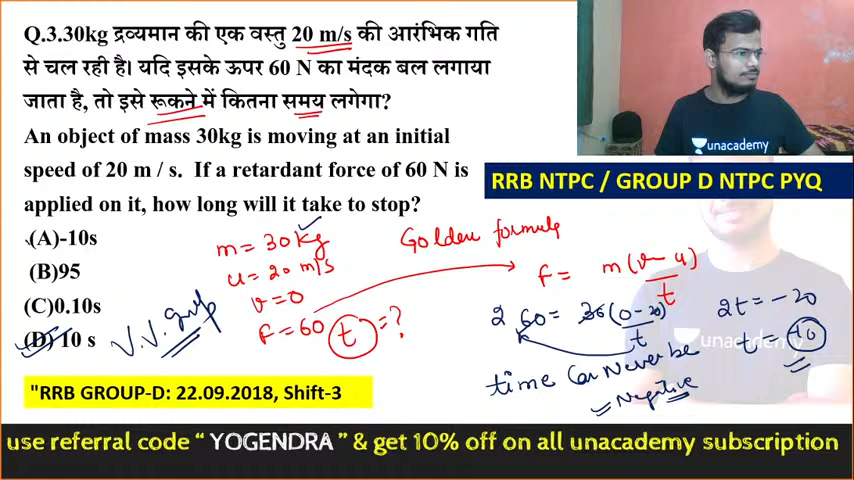 Q.3.30kg द्रव्यमान की एक वस्तु 20 m/s की आरंभिक गति
से चल रही है। यदि इसके ऊपर 60 N का मंदक बल लगाया
जाता है, तो इसे रूकने में कितना समय लगेगा?
An object of mass 30kg is moving at an initial
speed of 20 m / s. If a retardant force of 60 N is
applied on it, how long will it take to stop?
(A)-10s
(B)95
(C)0.10s
(D) 10 s
m = 30 kg
u = 20 m/s
v = 0
F = 60 t = ?
V.V. Imp
Golden formula
F = m(v-u)
t
2 60 = 30(0-20)
t
2t = -20
t = -10
time Can Never be
Negative
unacademy
RRB NTPC / GROUP D NTPC PYQ
unacademy
"RRB GROUP-D: 22.09.2018, Shift-3
use referral code “ YOGENDRA ” & get 10% off on all unacademy subscription